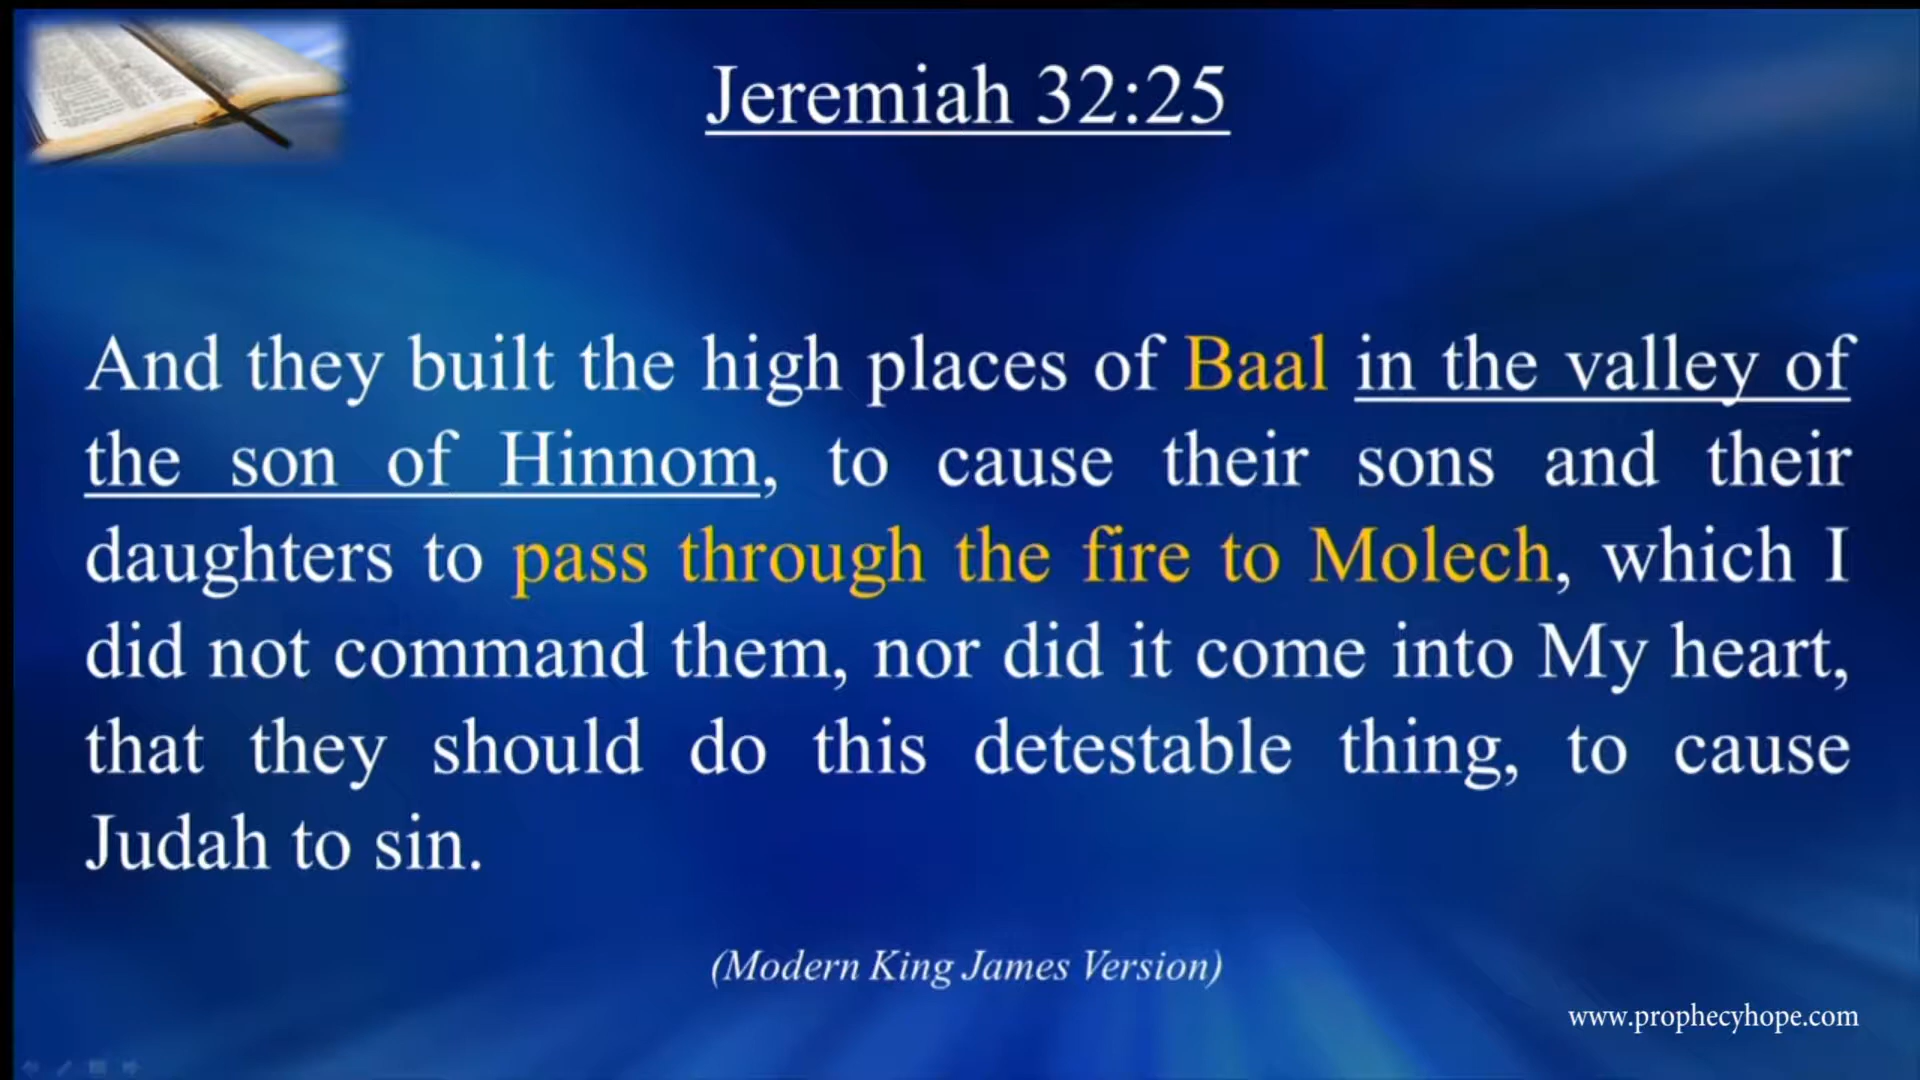 Jeremiah 32:25
And they built the high places of Baal in the valley of
the son of Hinnom, to cause their sons and their
daughters to pass through the fire to Molech, which I
did not command them, nor did it come into My heart,
that they should do this detestable thing, to cause
Judah to sin.
(Modern King James Version)
www.prophecyhope.com